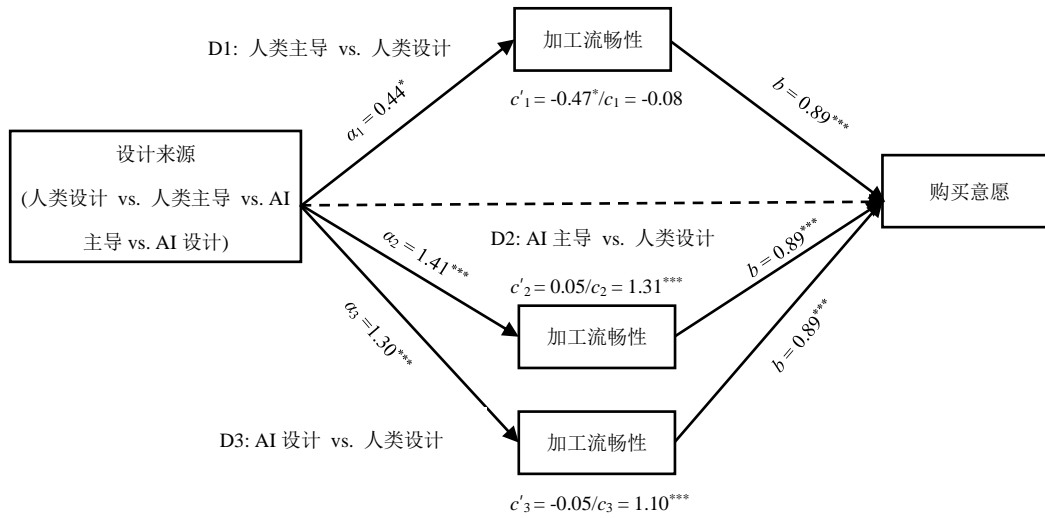 D1: 人类主导 vs. 人类设计
加工流畅性
α₁ = 0.44*
c'₁ = -0.47*/c₁ = -0.08
b = 0.89***
设计来源
(人类设计 vs. 人类主导 vs. AI
主导 vs. AI 设计)
购买意愿
D2: AI 主导 vs. 人类设计
α₂ = 1.41***
c'₂ = 0.05/c₂ = 1.31***
b = 0.89***
加工流畅性
α₃ =1.30***
b = 0.89***
D3: AI 设计 vs. 人类设计
加工流畅性
c'₃ = -0.05/c₃ = 1.10***